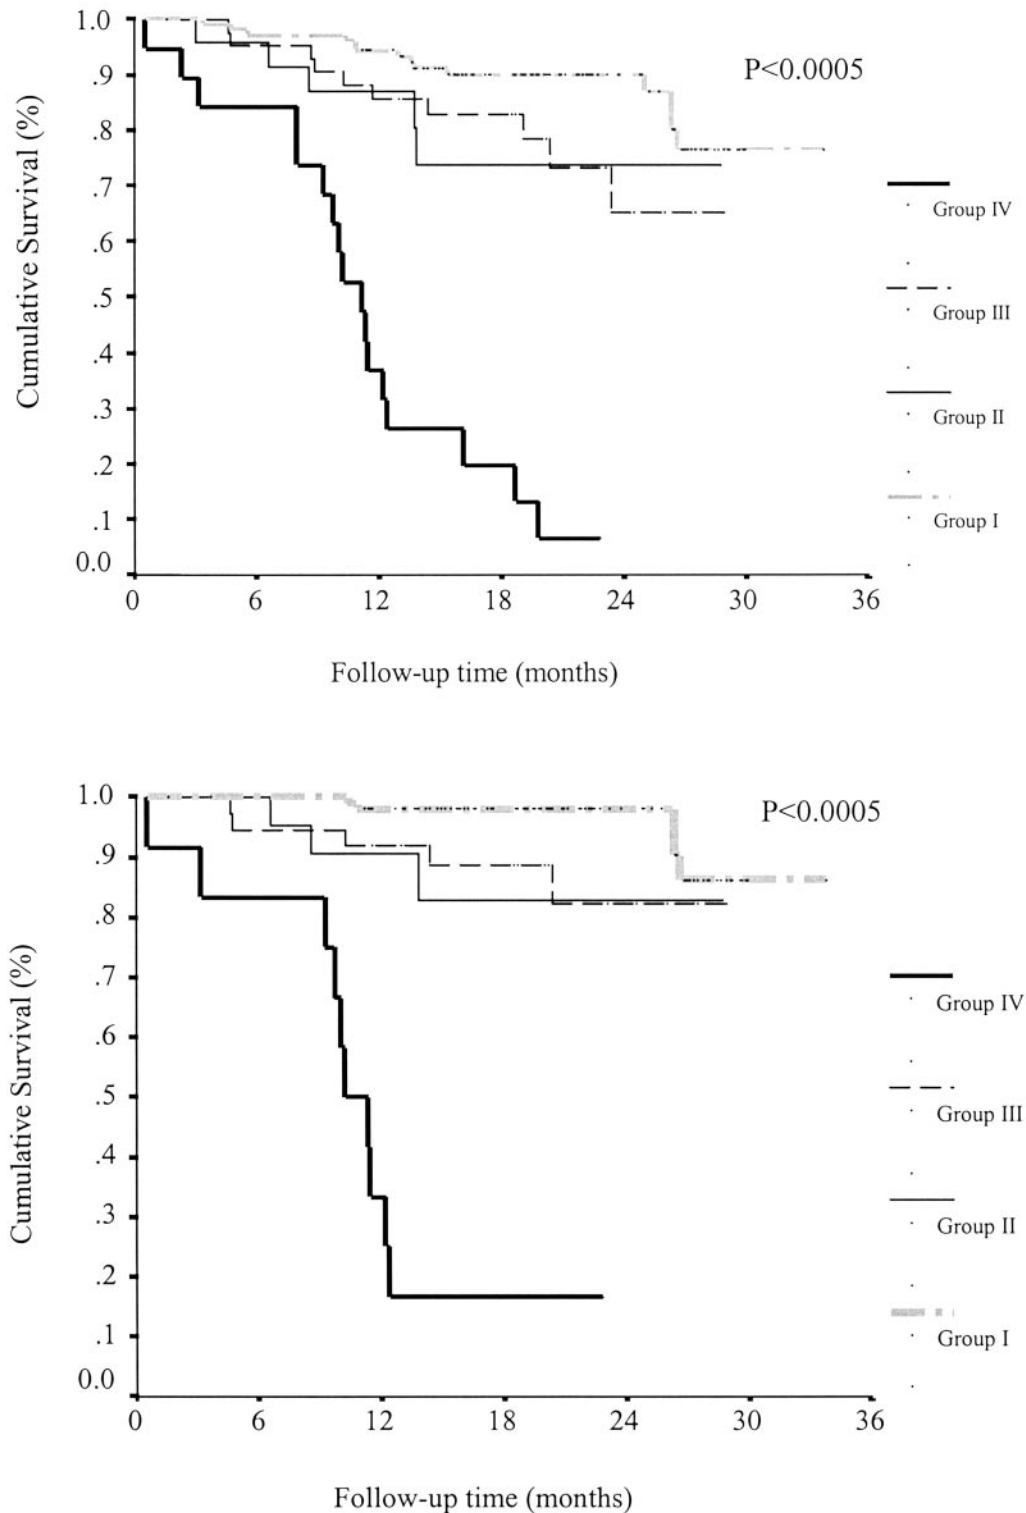 1.0
.9
.8
.7
.6
.5
.4
.3
.2
.1
0.0
Cumulative Survival (%)
P<0.0005
Group IV
Group III
Group II
Group I
0 6 12 18 24 30 36
Follow-up time (months)
1.0
.9
.8
.7
.6
.5
.4
.3
.2
.1
0.0
Cumulative Survival (%)
P<0.0005
Group IV
Group III
Group II
Group I
0 6 12 18 24 30 36
Follow-up time (months)